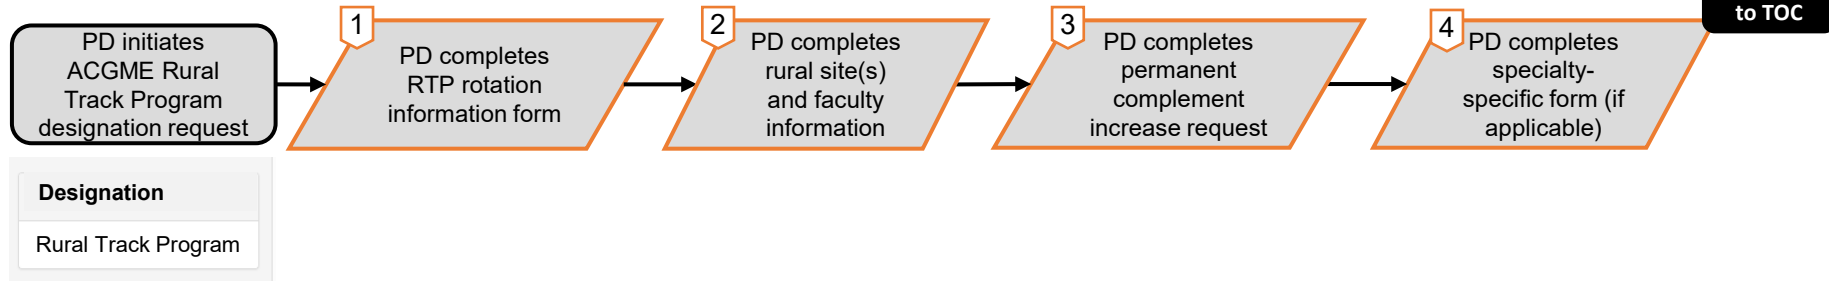 to TOC
PD initiates
ACGME Rural
Track Program
designation request
1
PD completes
RTP rotation
information form
2
PD completes
rural site(s)
and faculty
information
3
PD completes
permanent
complement
increase request
4
PD completes
specialty-
specific form (if
applicable)
Designation
Rural Track Program